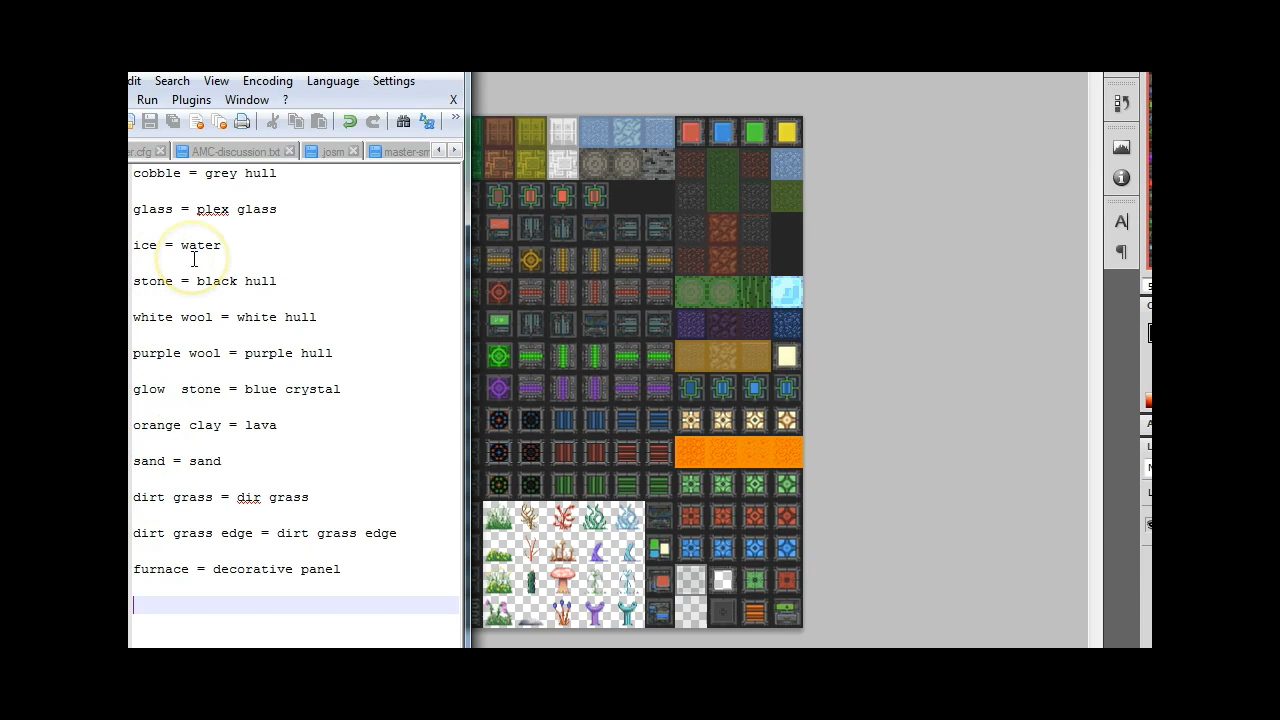 dit Search View Encoding Language Settings
Run Plugins Window ? X
er.cfg AMC-discussion.txt .josm master-sm
cobble = grey hull
glass = plex glass
ice = water
stone = black hull
white wool = white hull
purple wool = purple hull
glow  stone = blue crystal
orange clay = lava
sand = sand
dirt grass = dir grass
dirt grass edge = dirt grass edge
furnace = decorative panel